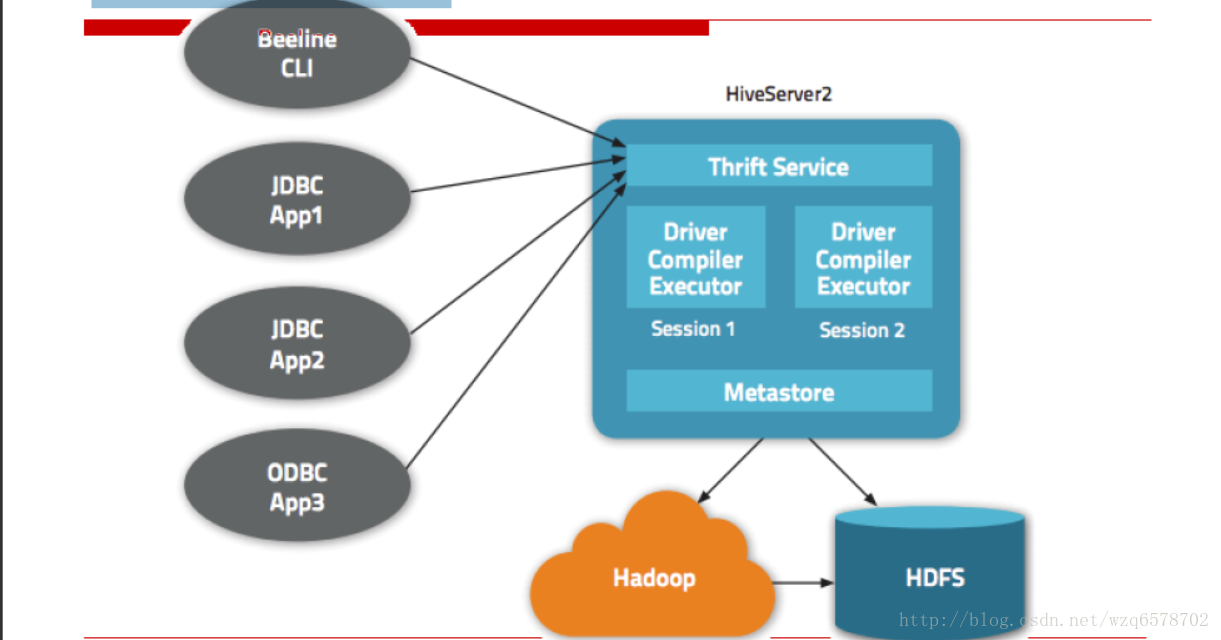 Beeline
CLI
JDBC
App1
JDBC
App2
ODBC
App3
HiveServer2
Thrift Service
Driver
Compiler
Executor
Session 1
Driver
Compiler
Executor
Session 2
Metastore
Hadoop
HDFS
http://blog.csdn.net/wzq6578702